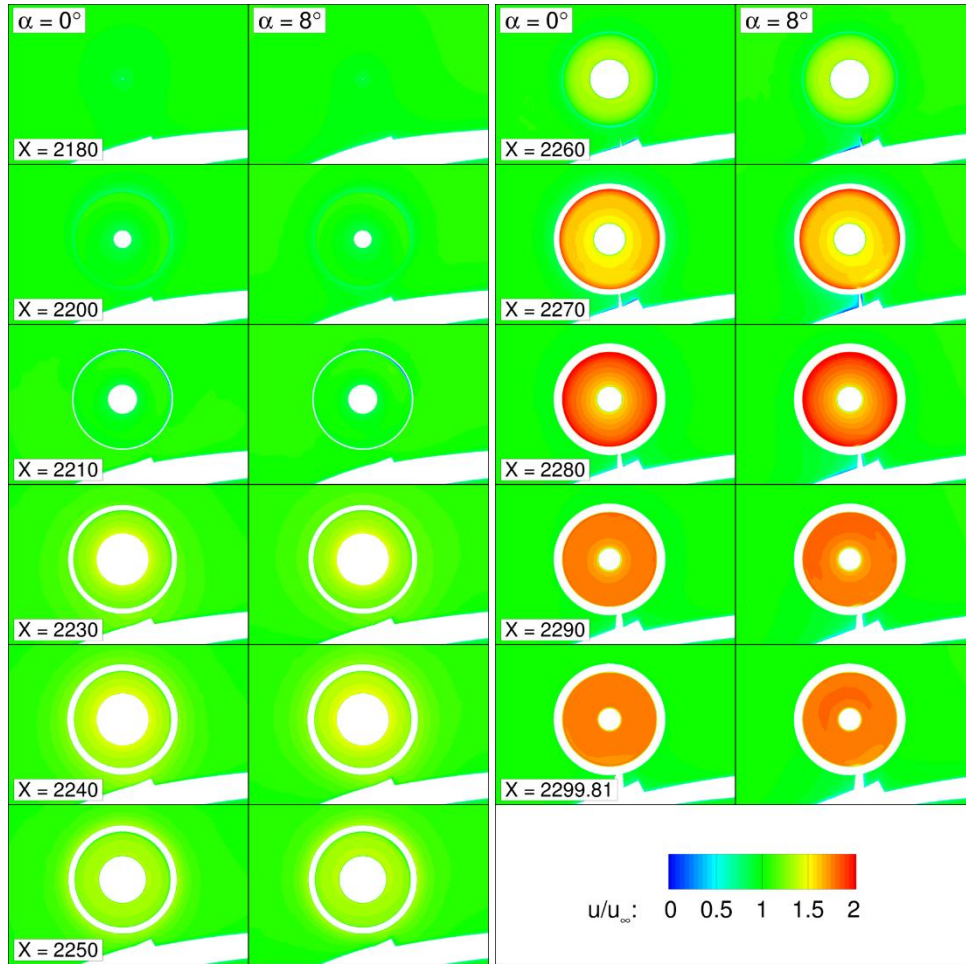 α = 0°
α = 8°
X = 2180
X = 2200
X = 2210
X = 2230
X = 2240
X = 2250
α = 0°
α = 8°
X = 2260
X = 2270
X = 2280
X = 2290
X = 2299.81
u/u∞: 0 0.5 1 1.5 2